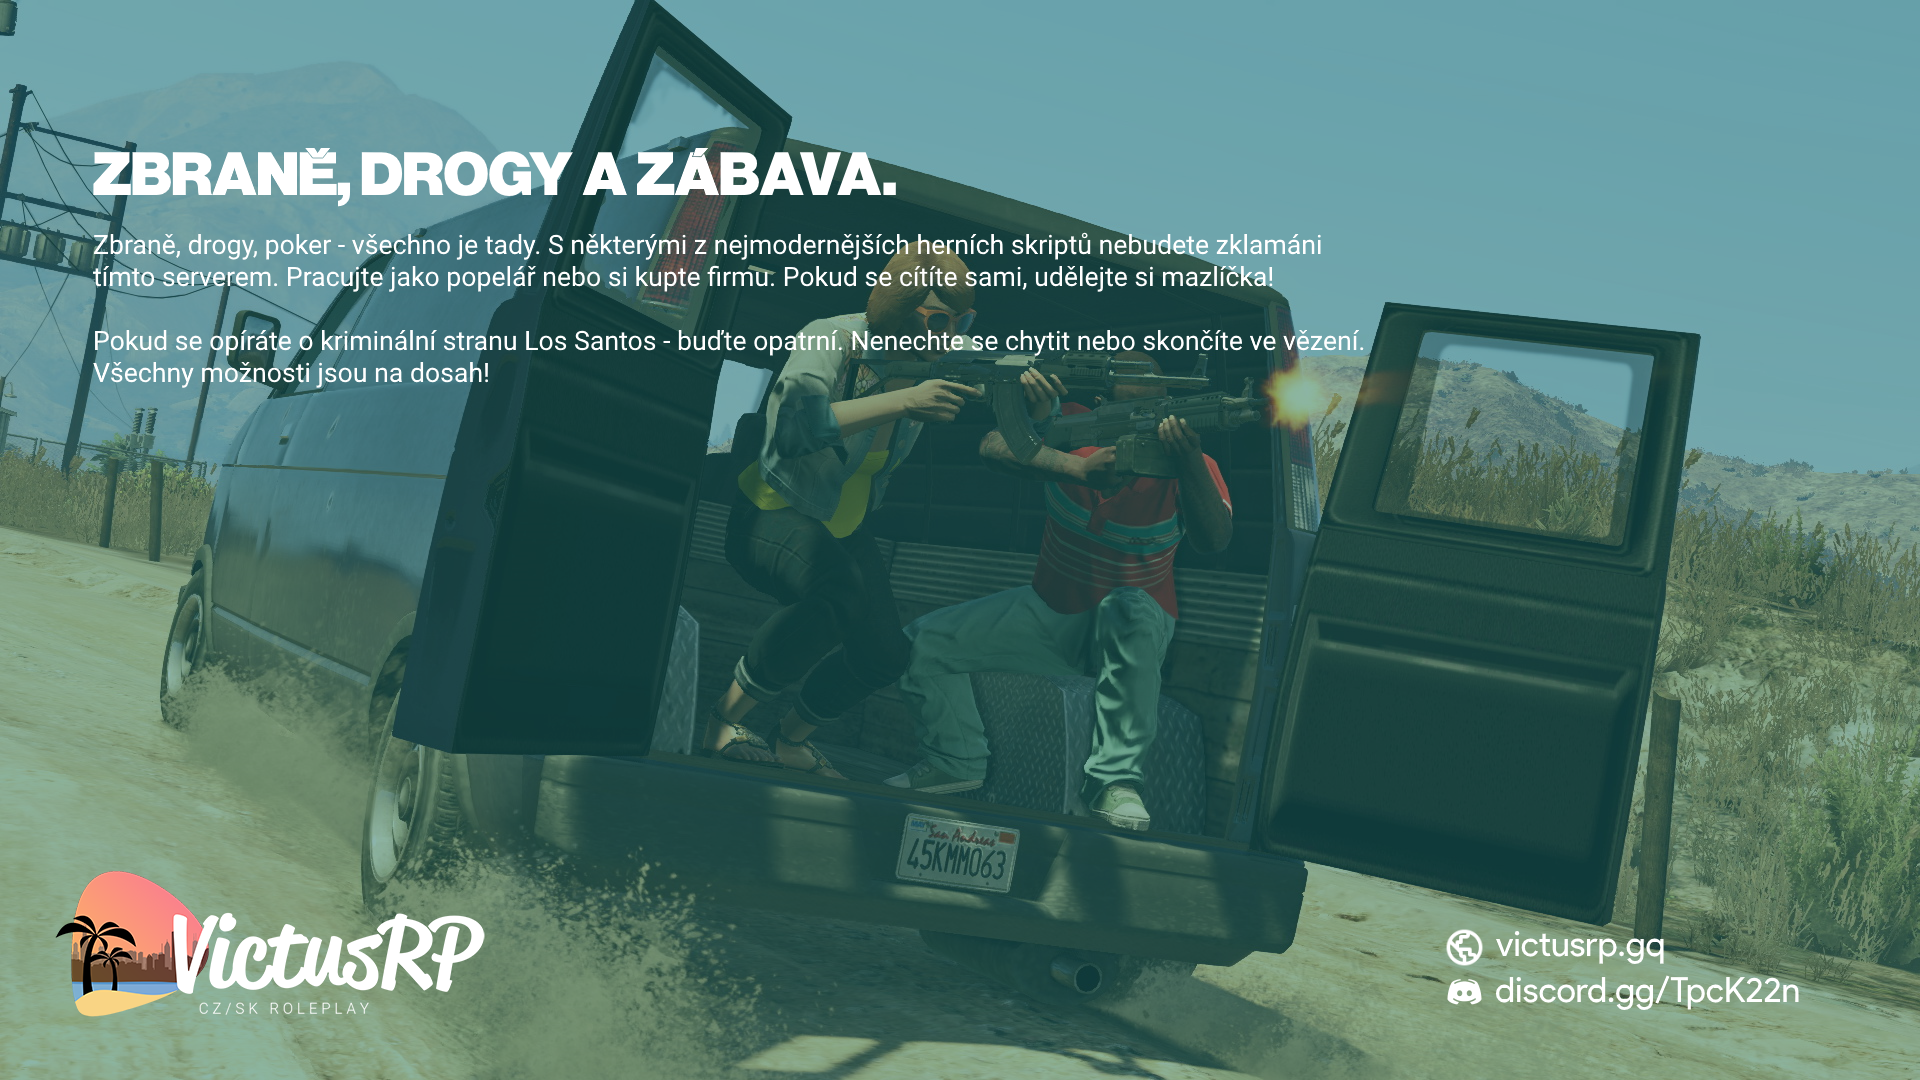 ZBRANĚ, DROGY A ZÁBAVA.
Zbraně, drogy, poker - všechno je tady. S některými z nejmodernějších herních skriptů nebudete zklamáni
tímto serverem. Pracujte jako popelář nebo si kupte firmu. Pokud se cítíte sami, udělejte si mazlíčka!
Pokud se opíráte o kriminální stranu Los Santos - buďte opatrní. Nenechte se chytit nebo skončíte ve vězení.
Všechny možnosti jsou na dosah!
San Andreas
45KMM063
VictusRP
CZ/SK ROLEPLAY
victusrp.gq
discord.gg/TpcK22n